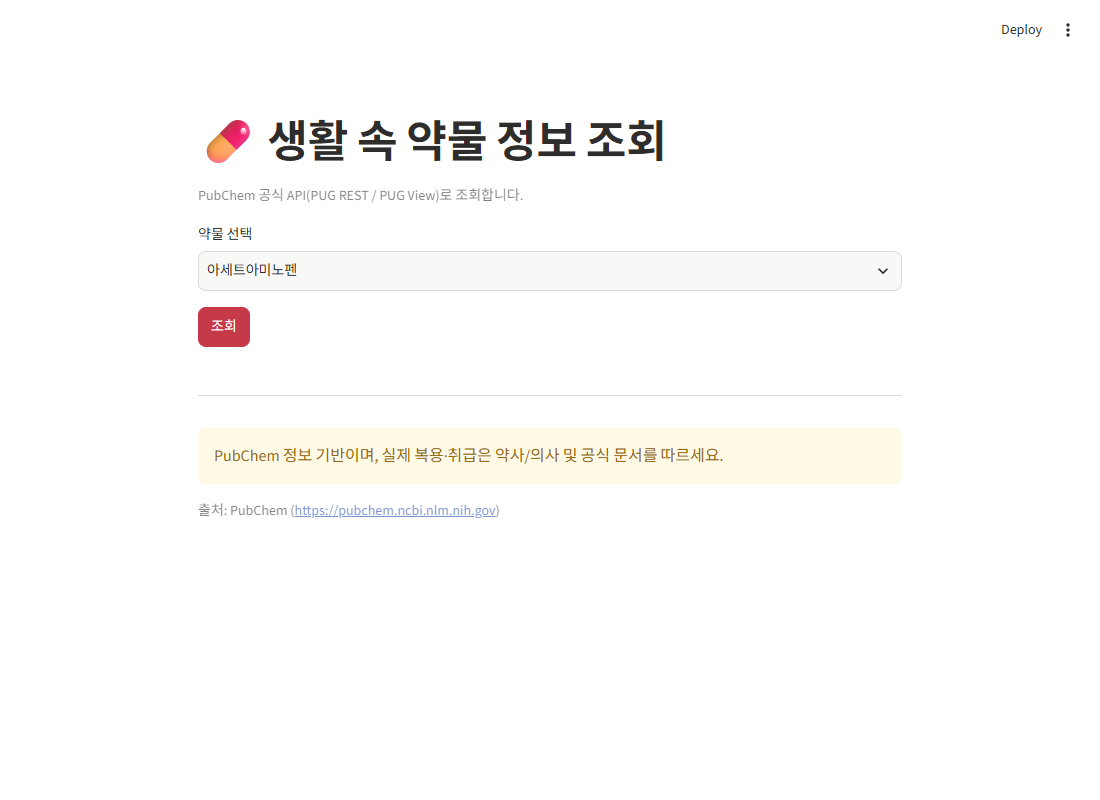 Deploy
생활 속 약물 정보 조회
PubChem 공식 API(PUG REST / PUG View)로 조회합니다.
약물 선택
아세트아미노펜
조회
PubChem 정보 기반이며, 실제 복용·취급은 약사/의사 및 공식 문서를 따르세요.
출처: PubChem (https://pubchem.ncbi.nlm.nih.gov)